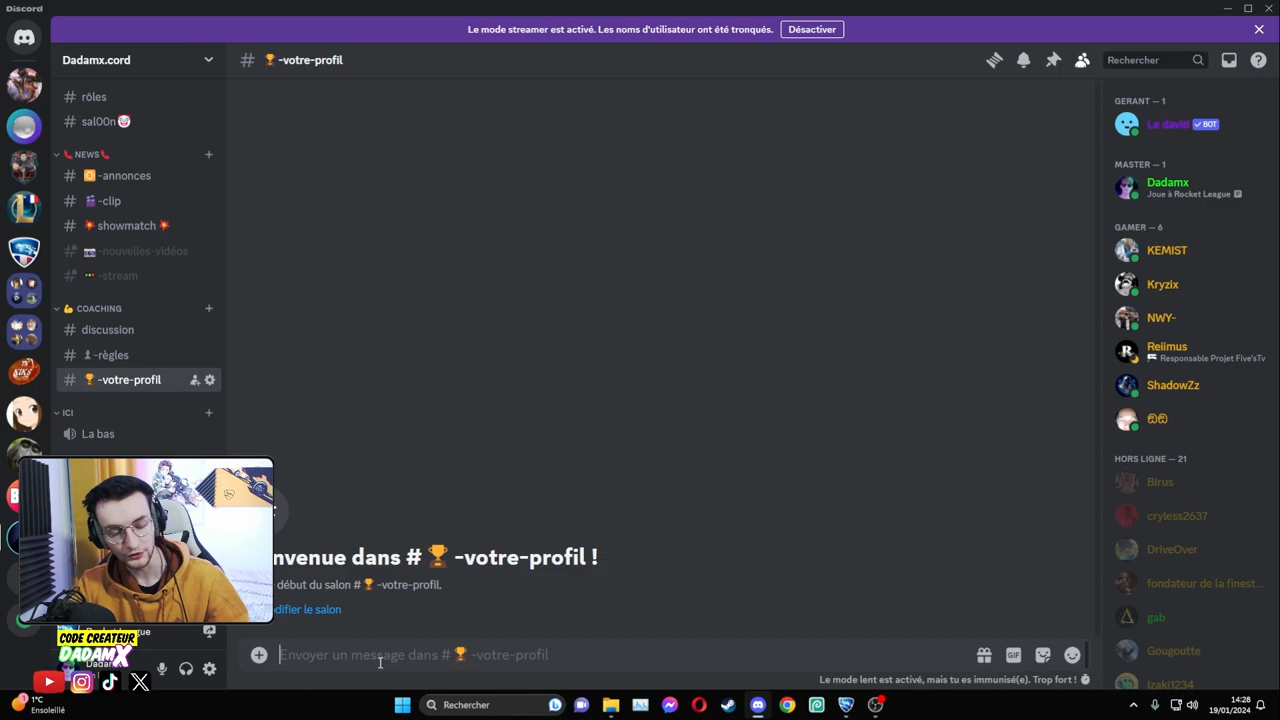 Discord
Le mode streamer est activé. Les noms d'utilisateur ont été tronqués.
Désactiver
Dadamx.cord
-votre-profil
Rechercher
rôles
sal00n
NEWS
-annonces
-clip
showmatch
-nouvelles-vidéos
-stream
COACHING
discussion
-règles
-votre-profil
ICI
La bas
GERANT — 1
Le david BOT
MASTER — 1
Dadamx
Joue à Rocket League
GAMER — 6
KEMIST
Kryzix
NWY-
Reiimus
Responsable Projet Five'sTv
ShadowZz
HORS LIGNE — 21
Birus
cryless2637
DriveOver
fondateur de la finest...
gab
Gougoutte
Izaki1234
nvenue dans # -votre-profil !
début du salon # -votre-profil.
difier le salon
CODE CREATEUR
DADAMX
Envoyer un message dans # -votre-profil
GIF
Le mode lent est activé, mais tu es immunisé(e). Trop fort !
1°C
Ensoleillé
Rechercher
14:28
19/01/2024